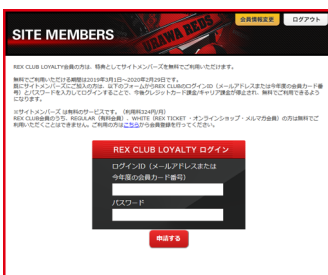 会員情報変更 ログアウト
SITE MEMBERS
URAWA REDS
REX CLUB LOYALTY会員の方は、特典としてサイトメンバーズを無料でご利用いただけます。
無料でご利用いただける期間は2019年3月1日～2020年2月29日です。
既にサイトメンバーズにご加入の方は、以下のフォームからREX CLUBのログインID（メールアドレスまたは今年度の会員カード番
号）とパスワードを入力してログインすることで、今後クレジットカード課金/キャリア課金が停止され、無料でご利用できるよう
になります。
※サイトメンバーズ は有料のサービスです。（利用料324円/月）
REX CLUB会員のうち、REGULAR（有料会員）、WHITE（REX TICKET・オンラインショップ・メルマガ会員）の方は無料でご
利用いただくことはできません。ご利用の方はこちらから会員登録を行ってください。
REX CLUB LOYALTY ログイン
ログインID（メールアドレスまたは
今年度の会員カード番号）
パスワード
申請する